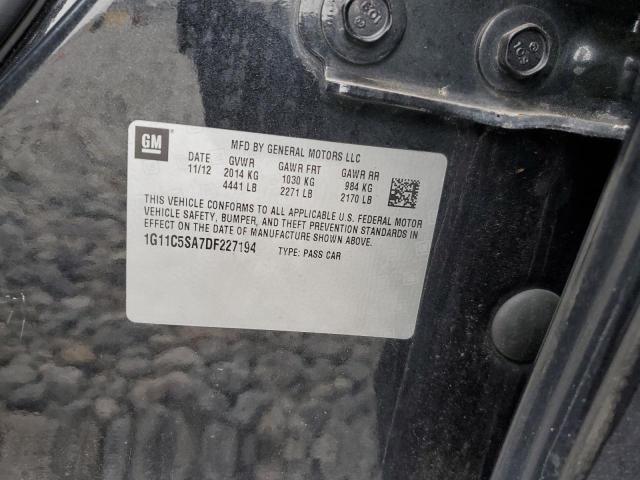 GM
MFD BY GENERAL MOTORS LLC
DATE GVWR GAWR FRT GAWR RR
11/12 2014 KG 1030 KG 984 KG
4441 LB 2271 LB 2170 LB
THIS VEHICLE CONFORMS TO ALL APPLICABLE U.S. FEDERAL MOTOR
VEHICLE SAFETY, BUMPER, AND THEFT PREVENTION STANDARDS IN
EFFECT ON THE DATE OF MANUFACTURE SHOWN ABOVE.
1G11C5SA7DF227194 TYPE: PASS CAR